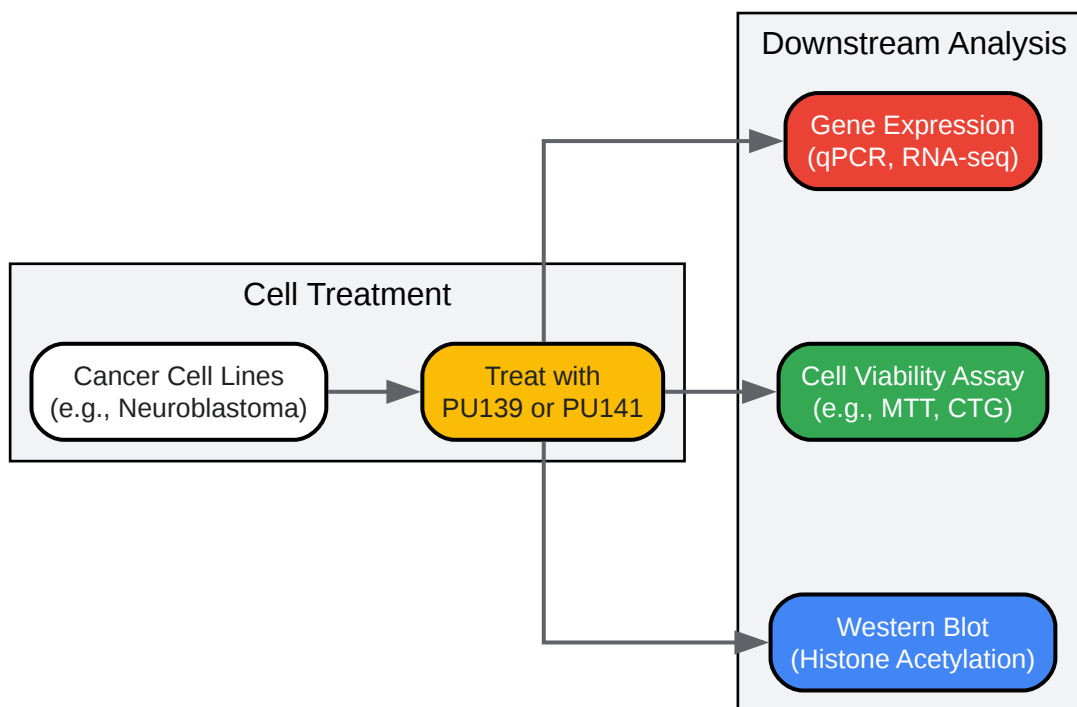 Downstream Analysis
Gene Expression
(qPCR, RNA-seq)
Cell Treatment
Cancer Cell Lines
(e.g., Neuroblastoma)
Treat with
PU139 or PU141
Cell Viability Assay
(e.g., MTT, CTG)
Western Blot
(Histone Acetylation)